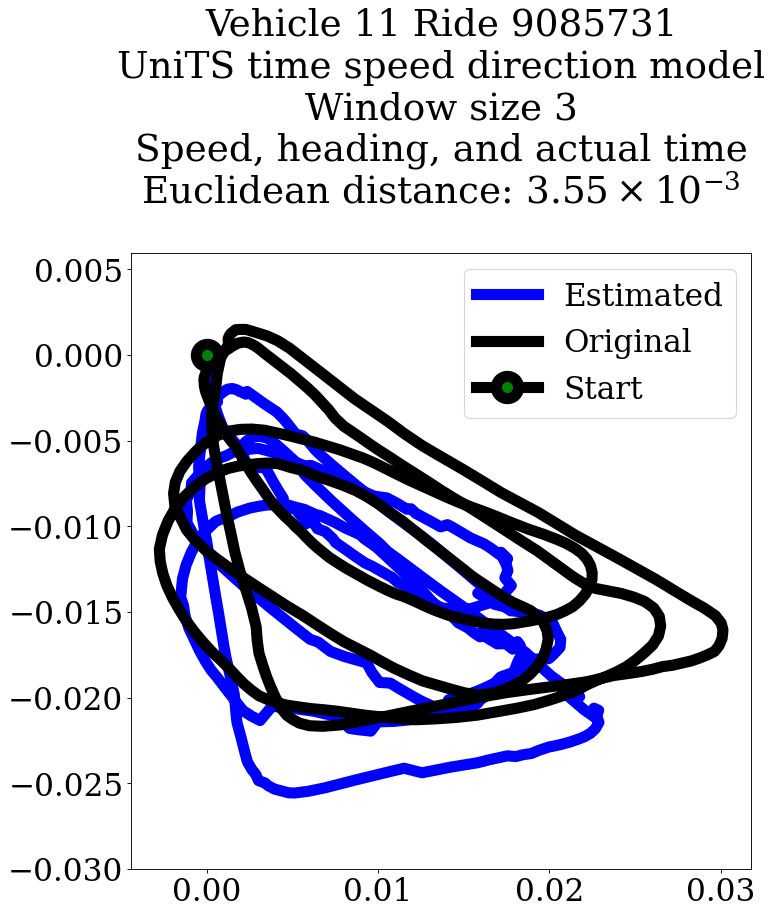 Vehicle 11 Ride 9085731
UniTS time speed direction model
Window size 3
Speed, heading, and actual time
Euclidean distance: 3.55 × 10⁻³
Estimated
Original
Start
0.005
0.000
−0.005
−0.010
−0.015
−0.020
−0.025
−0.030
0.00 0.01 0.02 0.03